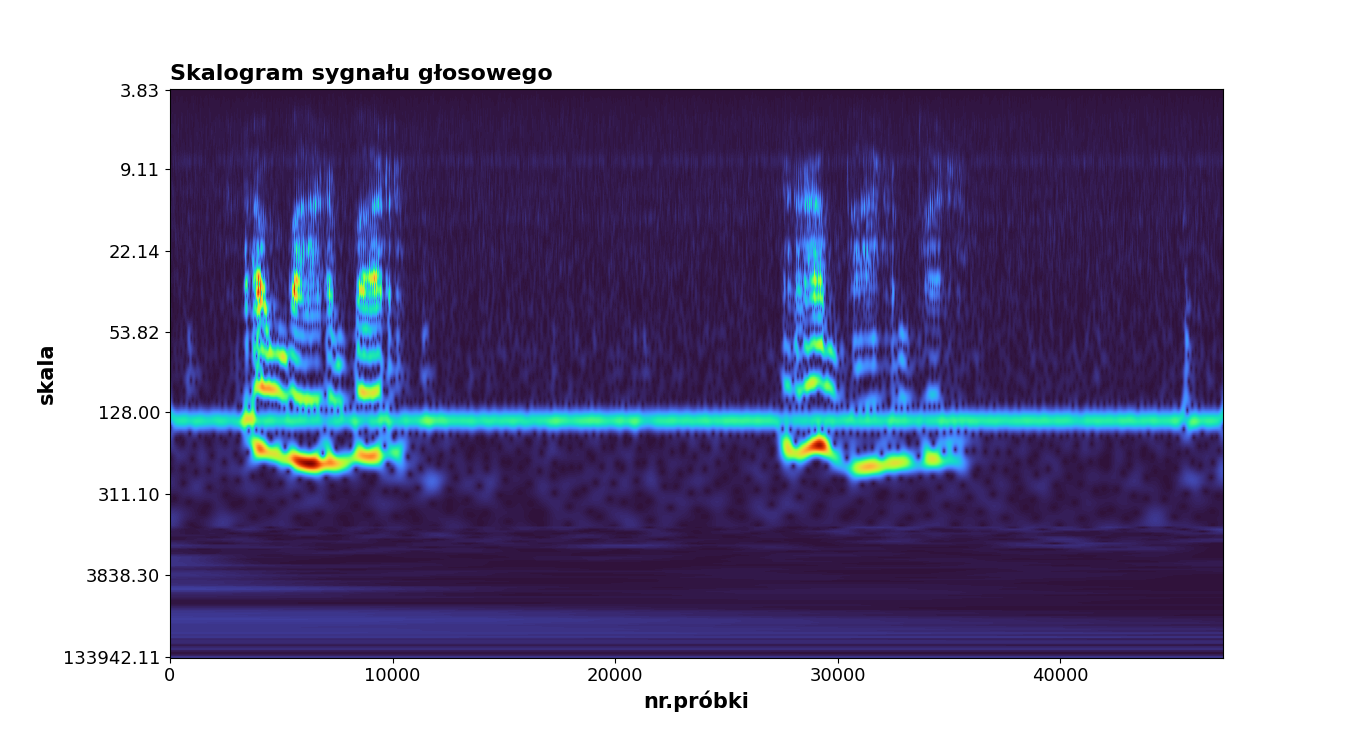 Skalogram sygnału głosowego
3.83
9.11
22.14
53.82
128.00
311.10
3838.30
133942.11
skala
0 10000 20000 30000 40000
nr.próbki